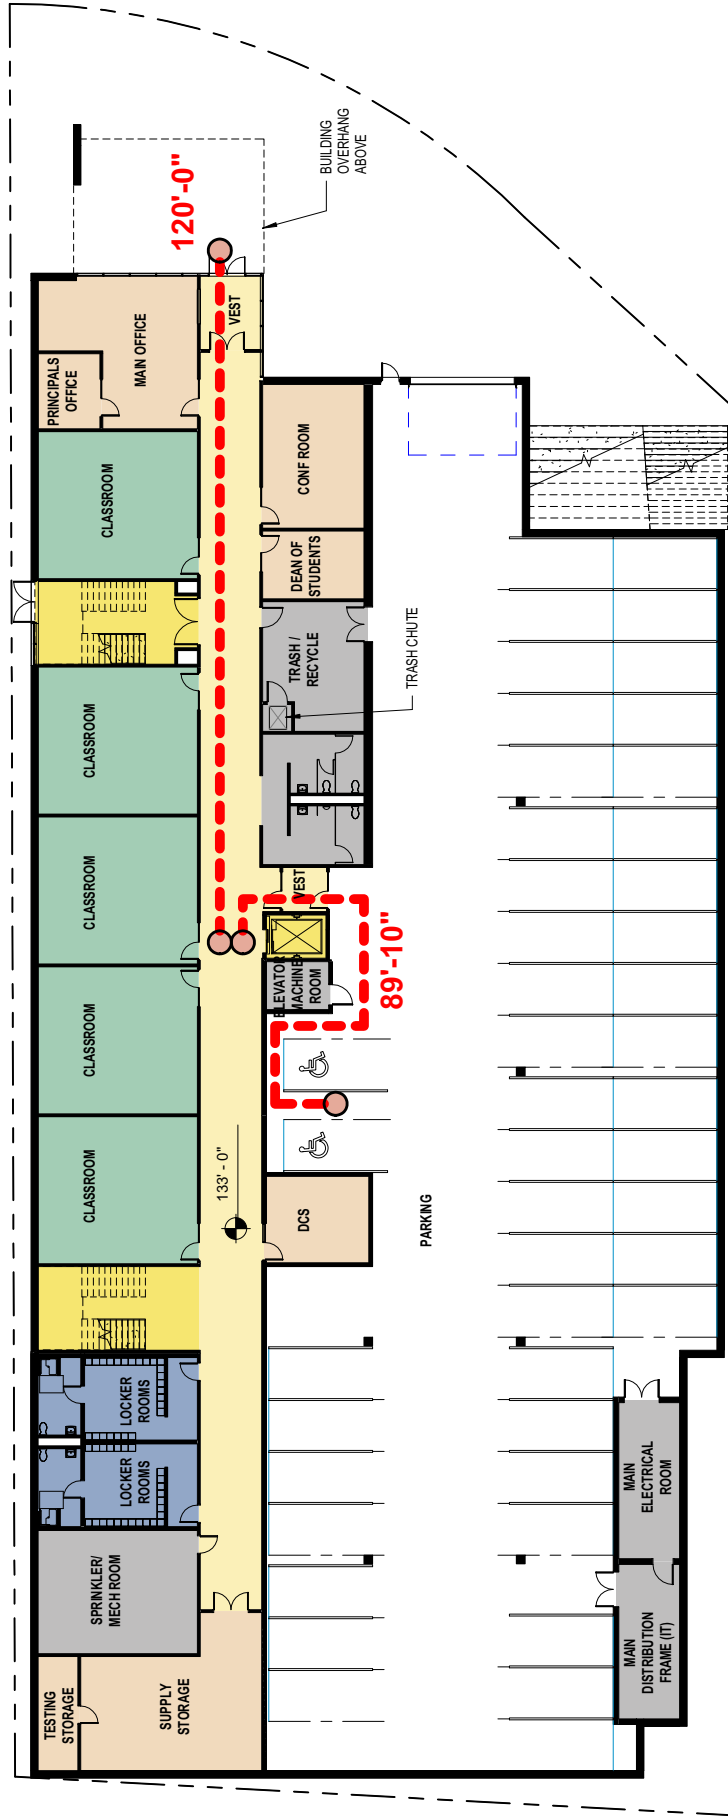 120'-0"
BUILDING
OVERHANG
ABOVE
VEST
MAIN OFFICE
PRINCIPALS
OFFICE
CLASSROOM
CONF ROOM
DEAN OF
STUDENTS
TRASH /
RECYCLE
TRASH CHUTE
CLASSROOM
CLASSROOM
VEST
89'-10"
ELEVATOR
MACHINE
ROOM
CLASSROOM
CLASSROOM
133' - 0"
DCS
PARKING
LOCKER
ROOMS
LOCKER
ROOMS
SPRINKLER/
MECH ROOM
MAIN
ELECTRICAL
ROOM
MAIN
DISTRIBUTION
FRAME (IT)
TESTING
STORAGE
SUPPLY
STORAGE